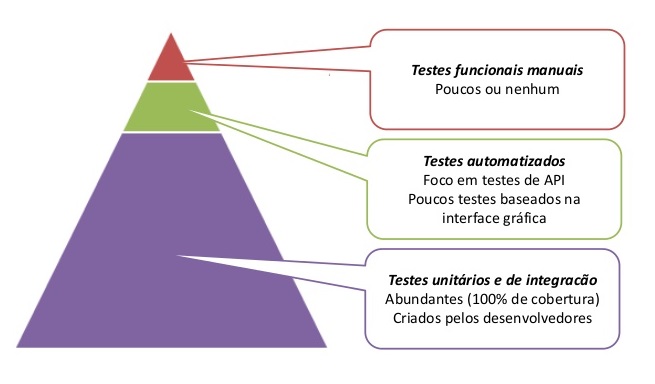 Testes funcionais manuais
Poucos ou nenhum
Testes automatizados
Foco em testes de API
Poucos testes baseados na
interface gráfica
Testes unitários e de integracão
Abundantes (100% de cobertura)
Criados pelos desenvolvedores